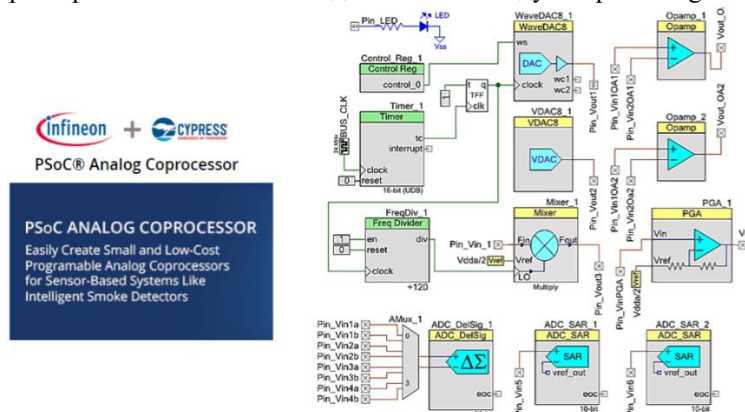 infineon + CYPRESS
PSoC® Analog Coprocessor
PSoC ANALOG COPROCESSOR
Easily Create Small and Low-Cost
Programable Analog Coprocessors
for Sensor-Based Systems Like
Intelligent Smoke Detectors
Pin_LED
LED
Vss
Control_Reg_1
Control Reg
control_0
Timer_1
Timer
tc
interrupt
clock
reset
0
16-bit (UDB)
BUS_CLK
1
t q
TFF
clk
WaveDAC8_1
WaveDAC8
ws
DAC
wc1
wc2
clock
Pin_Vout1
VDAC8_1
VDAC8
VDAC
Pin_Vout2
Opamp_1
Opamp
Pin_Vin1OA1
Pin_Vin2OA1
Opamp_2
Opamp
Vout_OA2
Pin_Vin1OA2
Pin_Vin2Oa2
FreqDiv_1
Freq Divider
1
en div
0
reset
clock
÷120
Mixer_1
Mixer
Pin_Vin_1
Fin Fout
Vdda/2 Vref
Vref
LO
Multiply
Pin_Vout3
PGA_1
PGA
Vin
Vref
Pin_VinPGA
Vdda/2 Vref
AMux_1
Pin_Vin1a
Pin_Vin1b
Pin_Vin2a
Pin_Vin2b
Pin_Vin3a
Pin_Vin3b
Pin_Vin4a
Pin_Vin4b
0
3
ADC_DelSig_1
ADC_DelSig
ΔΣ
eoc
ADC_SAR_1
ADC_SAR
SAR
vref_out
eoc
Pin_Vin5
10-bit
ADC_SAR_2
ADC_SAR
SAR
vref_out
eoc
Pin_Vin6
10-bit